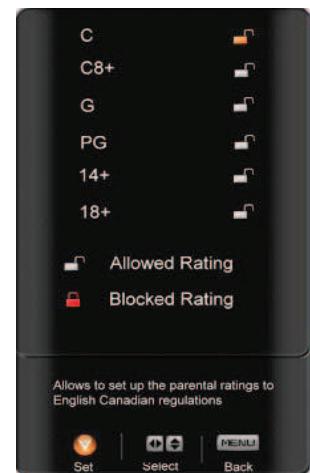 C
C8+
G
PG
14+
18+
Allowed Rating
Blocked Rating
Allows to set up the parental ratings to
English Canadian regulations
MENU
Set Select Back